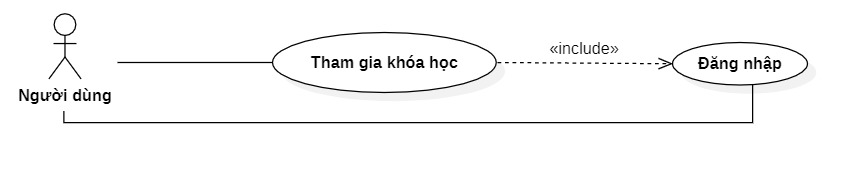 «include»
Tham gia khóa học
Đăng nhập
Người dùng